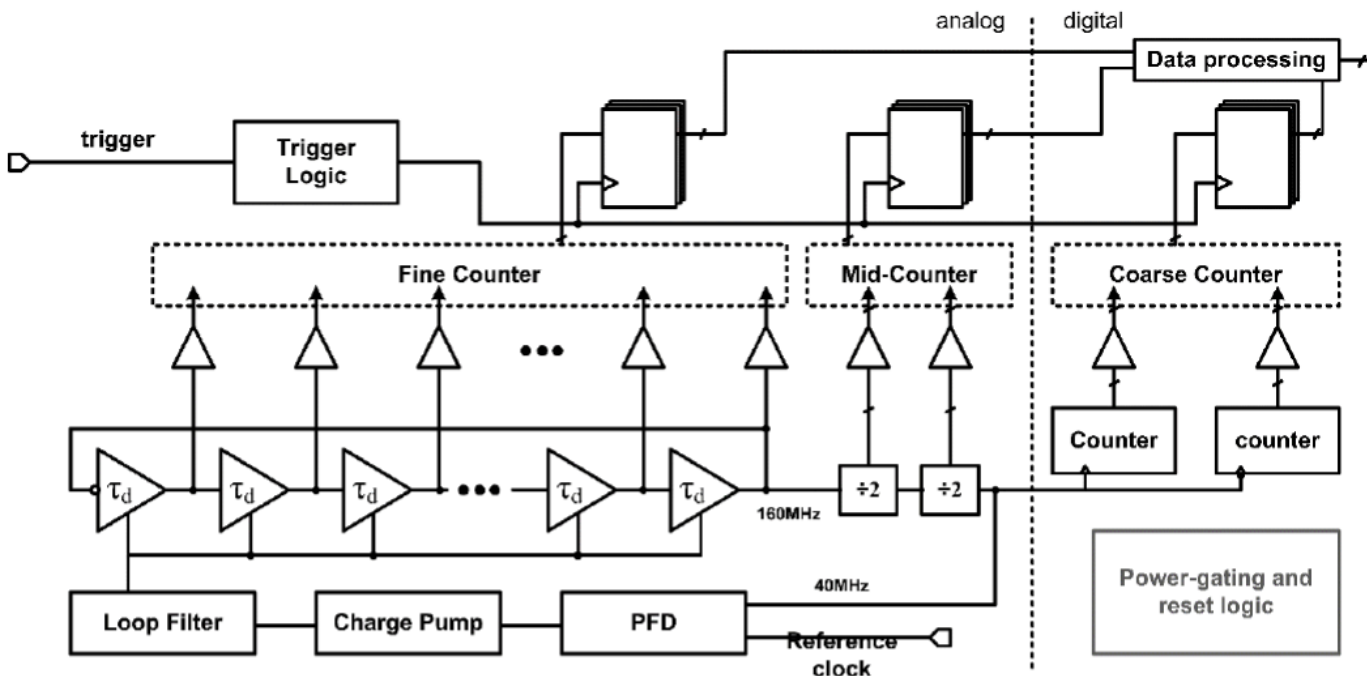 analog
digital
Data processing
trigger
Trigger
Logic
Fine Counter
Mid-Counter
Coarse Counter
Counter
counter
τd
τd
τd
τd
τd
÷2
÷2
160MHz
40MHz
Power-gating and
reset logic
Loop Filter
Charge Pump
PFD
Reference
clock